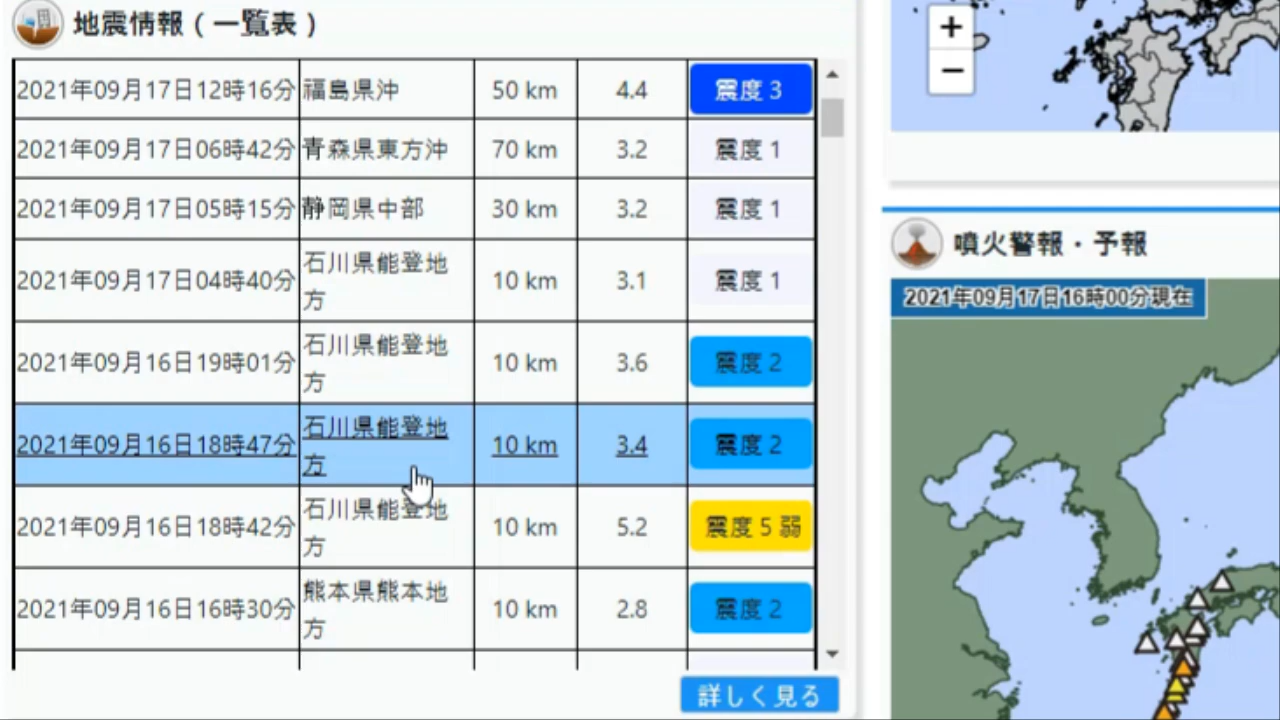 地震情報（一覧表）
2021年09月17日12時16分 福島県沖 50 km 4.4 震度3
2021年09月17日06時42分 青森県東方沖 70 km 3.2 震度1
2021年09月17日05時15分 静岡県中部 30 km 3.2 震度1
2021年09月17日04時40分 石川県能登地方 10 km 3.1 震度1
2021年09月16日19時01分 石川県能登地方 10 km 3.6 震度2
2021年09月16日18時47分 石川県能登地方 10 km 3.4 震度2
2021年09月16日18時42分 石川県能登地方 10 km 5.2 震度5弱
2021年09月16日16時30分 熊本県熊本地方 10 km 2.8 震度2
詳しく見る
+
−
噴火警報・予報
2021年09月17日16時00分現在